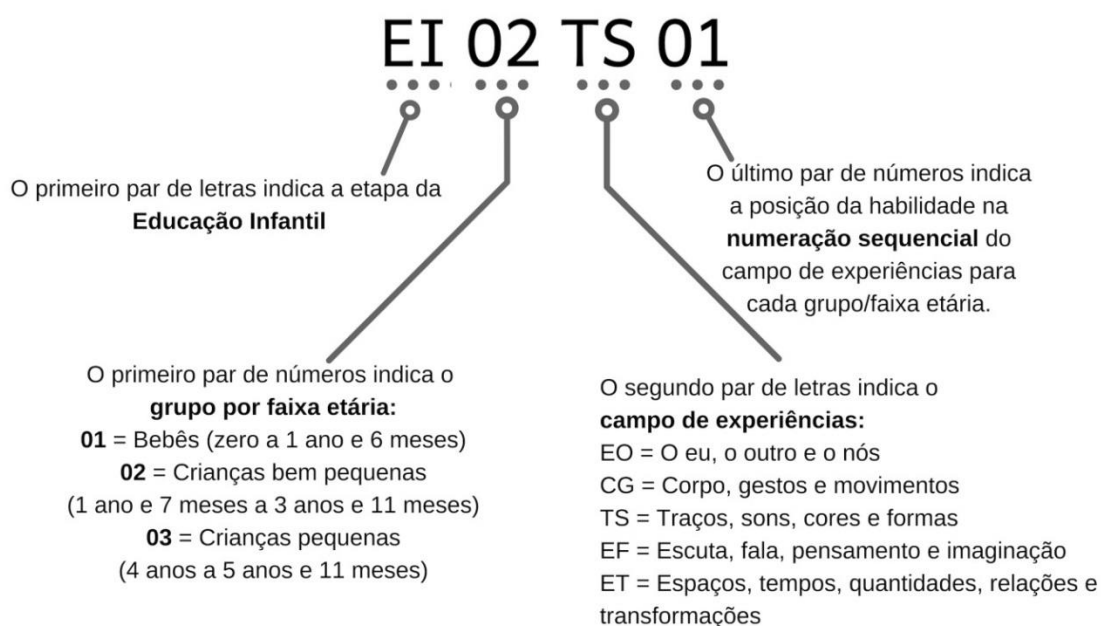 EI 02 TS 01
O primeiro par de letras indica a etapa da
Educação Infantil
O último par de números indica
a posição da habilidade na
numeração sequencial do
campo de experiências para
cada grupo/faixa etária.
O primeiro par de números indica o
grupo por faixa etária:
01 = Bebês (zero a 1 ano e 6 meses)
02 = Crianças bem pequenas
(1 ano e 7 meses a 3 anos e 11 meses)
03 = Crianças pequenas
(4 anos a 5 anos e 11 meses)
O segundo par de letras indica o
campo de experiências:
EO = O eu, o outro e o nós
CG = Corpo, gestos e movimentos
TS = Traços, sons, cores e formas
EF = Escuta, fala, pensamento e imaginação
ET = Espaços, tempos, quantidades, relações e
transformações